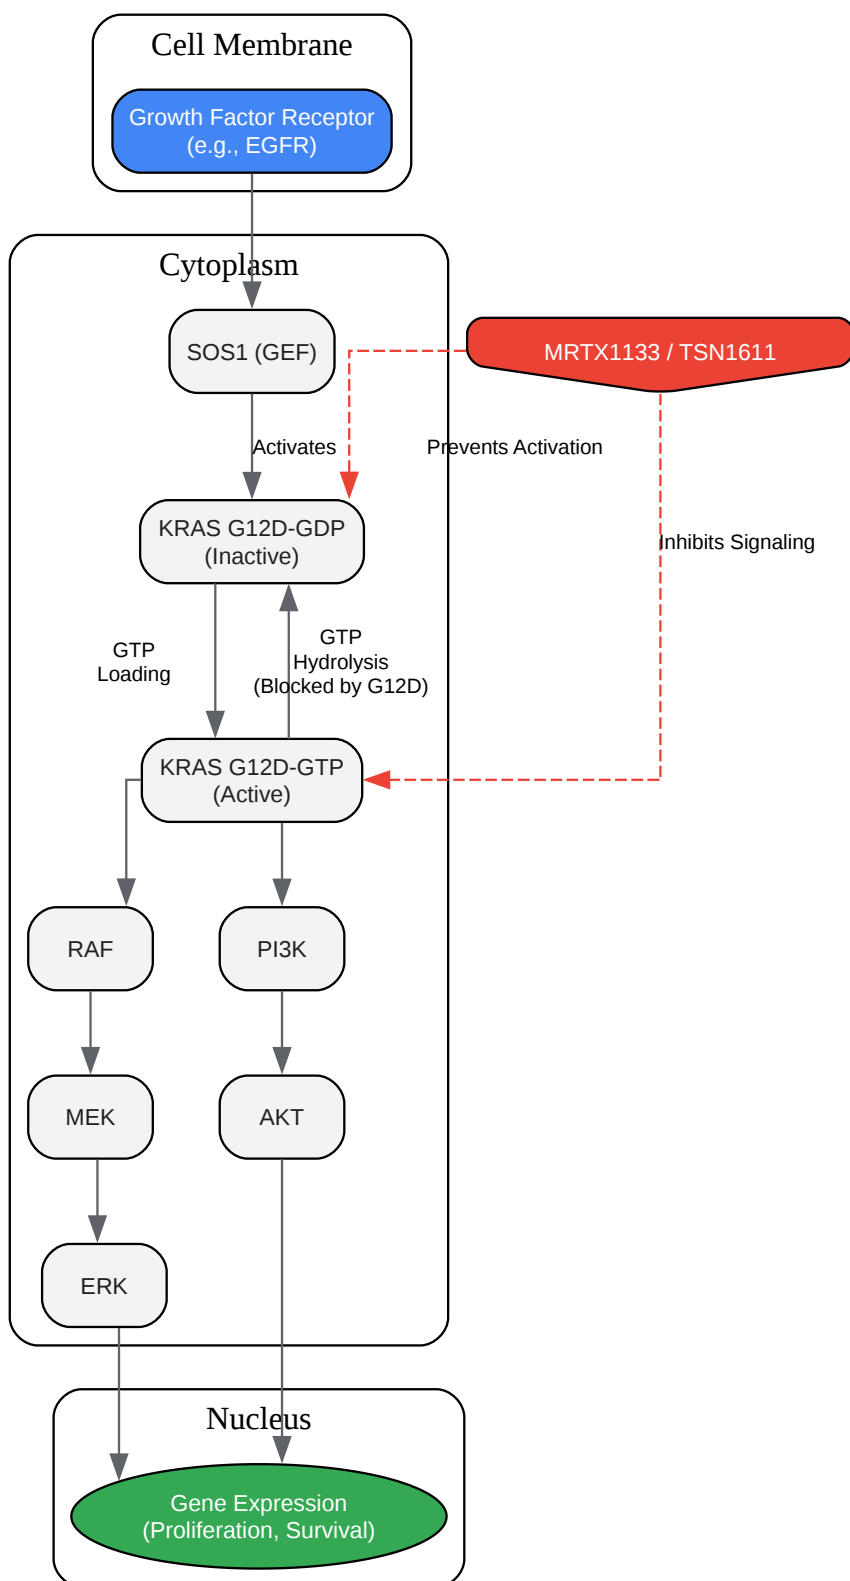 Cell Membrane
Growth Factor Receptor
(e.g., EGFR)
Cytoplasm
SOS1 (GEF)
MRTX1133 / TSN1611
Activates
Prevents Activation
KRAS G12D-GDP
(Inactive)
Inhibits Signaling
GTP
Loading
GTP
Hydrolysis
(Blocked by G12D)
KRAS G12D-GTP
(Active)
RAF
PI3K
MEK
AKT
ERK
Nucleus
Gene Expression
(Proliferation, Survival)